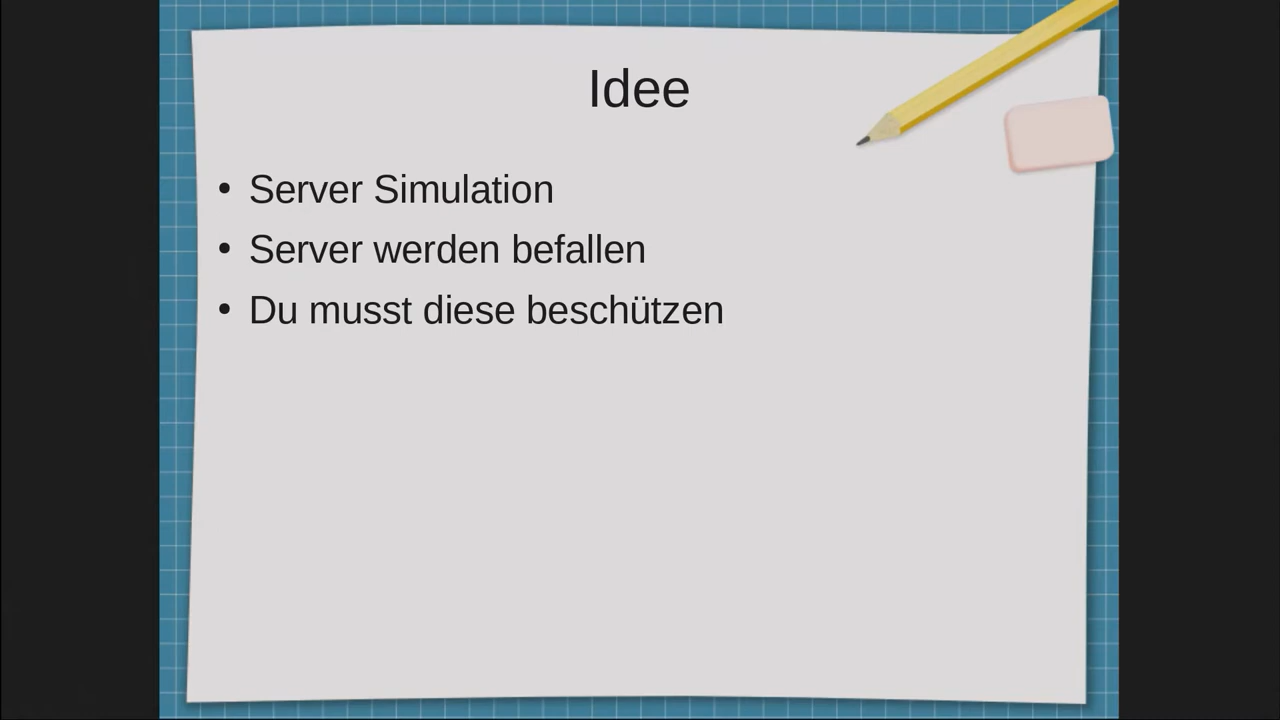 Idee
• Server Simulation
• Server werden befallen
• Du musst diese beschützen